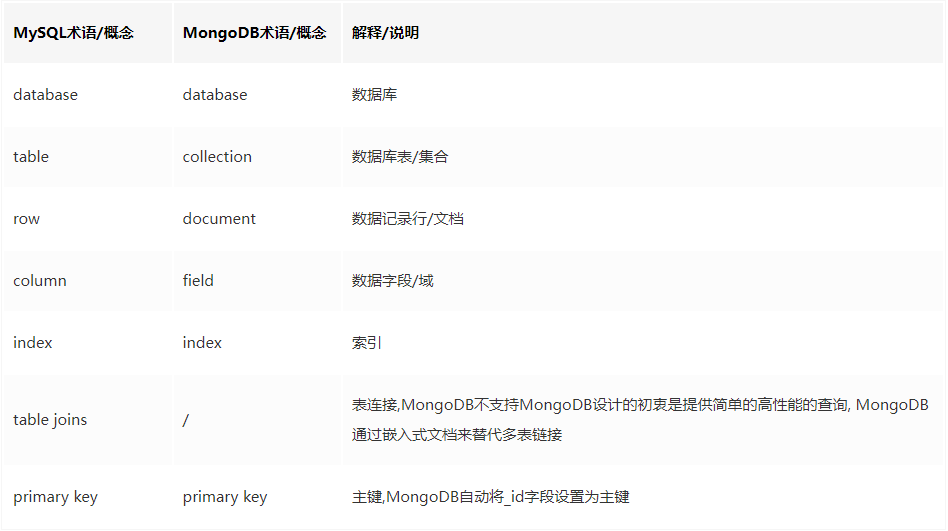 MySQL术语/概念 MongoDB术语/概念 解释/说明
database database 数据库
table collection 数据库表/集合
row document 数据记录行/文档
column field 数据字段/域
index index 索引
table joins / 表连接,MongoDB不支持MongoDB设计的初衷是提供简单的高性能的查询, MongoDB
通过嵌入式文档来替代多表链接
primary key primary key 主键,MongoDB自动将_id字段设置为主键